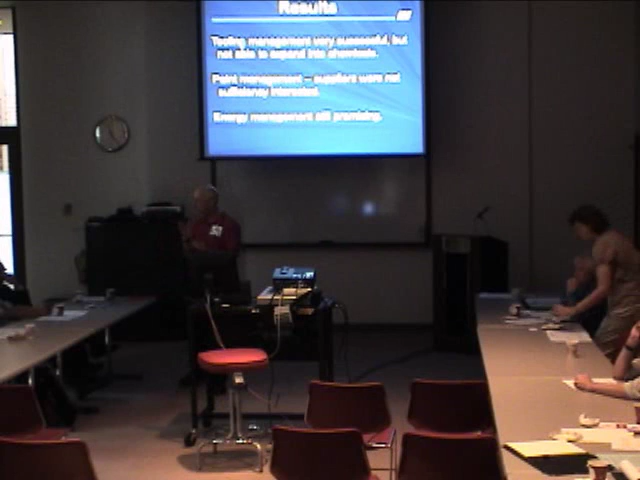 Results
Tooling management very successful, but
not able to expand into chemicals.
Paint management – suppliers were not
sufficiency interested.
Energy management still promising.